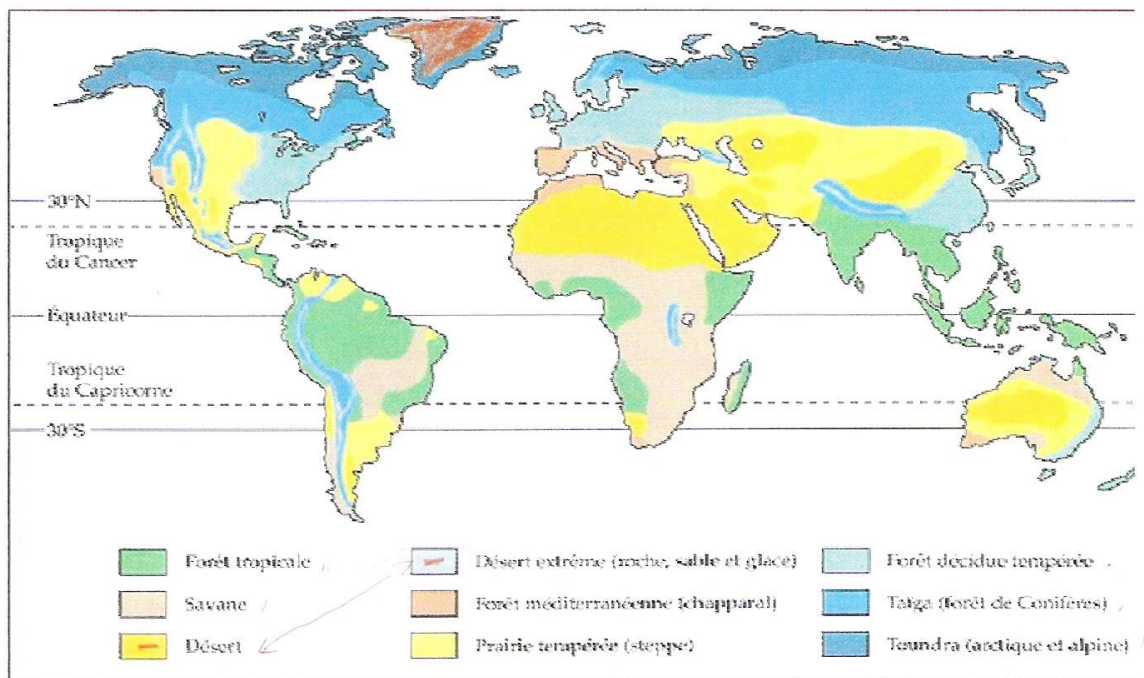 30°N
Tropique
du Cancer
Équateur
Tropique
du Capricorne
30°S
Forêt tropicale
Désert extrême (roche, sable et glace)
Forêt décidue tempérée
Savane
Forêt méditerranéenne (chapparal)
Taïga (forêt de Conifères)
Désert
Prairie tempérée (steppe)
Toundra (arctique et alpine)